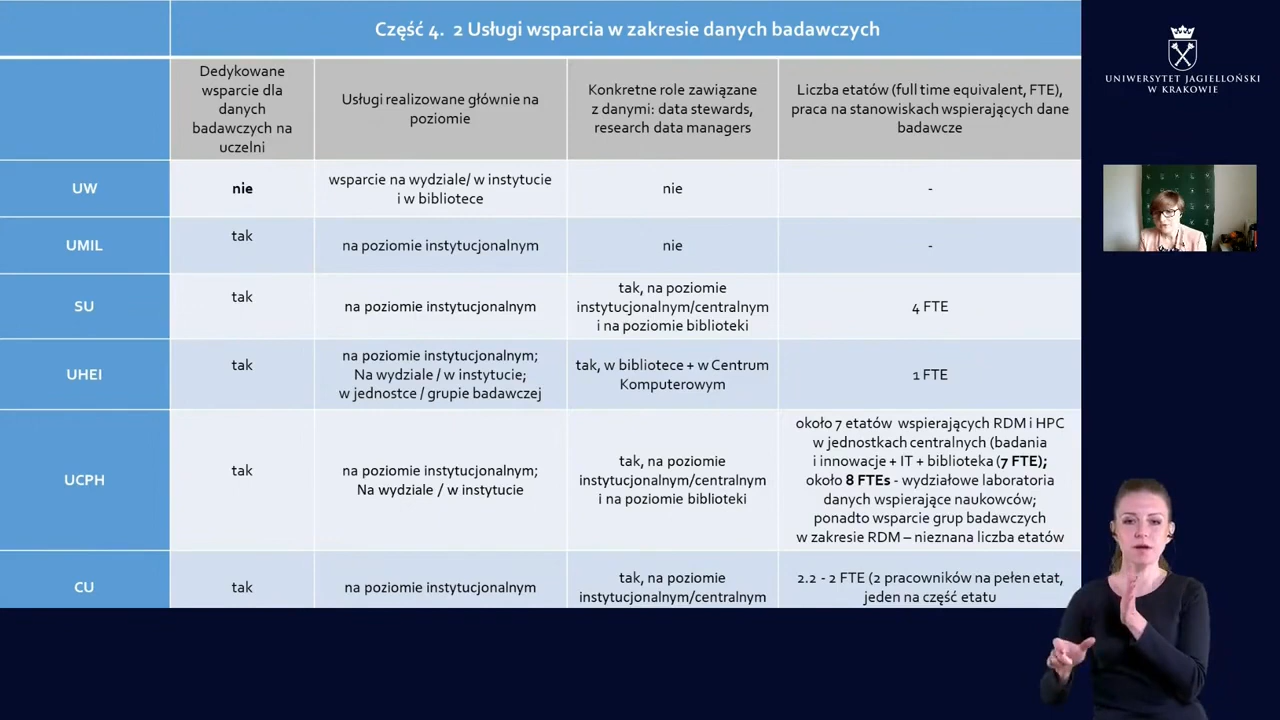 Część 4. 2 Usługi wsparcia w zakresie danych badawczych
Dedykowane
wsparcie dla
danych
badawczych na
uczelni
Usługi realizowane głównie na
poziomie
Konkretne role zawiązane
z danymi: data stewards,
research data managers
Liczba etatów (full time equivalent, FTE),
praca na stanowiskach wspierających dane
badawcze
UW
nie
wsparcie na wydziale/ w instytucie
i w bibliotece
nie
-
UMIL
tak
na poziomie instytucjonalnym
nie
-
SU
tak
na poziomie instytucjonalnym
tak, na poziomie
instytucjonalnym/centralnym
i na poziomie biblioteki
4 FTE
UHEI
tak
na poziomie instytucjonalnym;
Na wydziale / w instytucie;
w jednostce / grupie badawczej
tak, w bibliotece + w Centrum
Komputerowym
1 FTE
UCPH
tak
na poziomie instytucjonalnym;
Na wydziale / w instytucie
tak, na poziomie
instytucjonalnym/centralnym
i na poziomie biblioteki
około 7 etatów wspierających RDM i HPC
w jednostkach centralnych (badania
i innowacje + IT + biblioteka (7 FTE);
około 8 FTEs - wydziałowe laboratoria
danych wspierające naukowców;
ponadto wsparcie grup badawczych
w zakresie RDM – nieznana liczba etatów
CU
tak
na poziomie instytucjonalnym
tak, na poziomie
instytucjonalnym/centralnym
2.2 - 2 FTE (2 pracowników na pełen etat,
jeden na część etatu
UNIWERSYTET JAGIELLOŃSKI
W KRAKOWIE